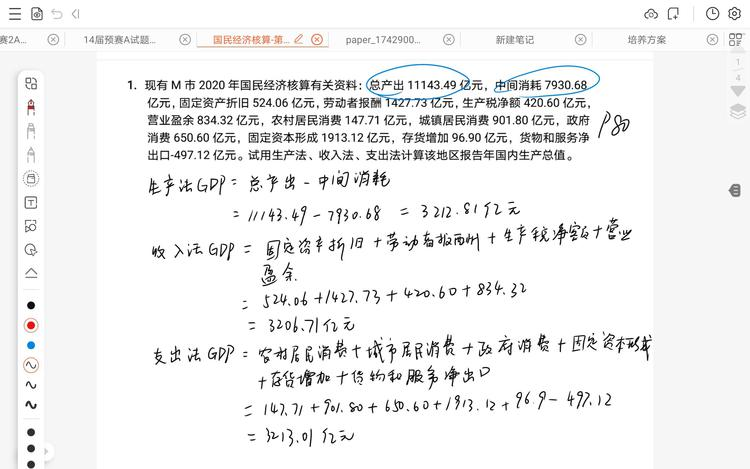 赛2A...
14届预赛A试题...
国民经济核算-第...
paper_1742900...
新建笔记
培养方案
1
4
1. 现有 M 市 2020 年国民经济核算有关资料：总产出 11143.49 亿元，中间消耗 7930.68
亿元，固定资产折旧 524.06 亿元，劳动者报酬 1427.73 亿元，生产税净额 420.60 亿元，
营业盈余 834.32 亿元，农村居民消费 147.71 亿元，城镇居民消费 901.80 亿元，政府
消费 650.60 亿元，固定资本形成 1913.12 亿元，存货增加 96.90 亿元，货物和服务净
出口-497.12 亿元。试用生产法、收入法、支出法计算该地区报告年国内生产总值。
P80
生产法GDP = 总产出 - 中间消耗
= 11143.49 - 7930.68 = 3212.81亿元
收入法GDP = 固定资产折旧 + 劳动者报酬 + 生产税净额 + 营业
盈余
= 524.06 + 1427.73 + 420.60 + 834.32
= 3206.71亿元
支出法GDP = 农村居民消费 + 城市居民消费 + 政府消费 + 固定资本形成
+ 存货增加 + 货物和服务净出口
= 147.71 + 901.80 + 650.60 + 1913.12 + 96.9 - 497.12
= 3213.01亿元